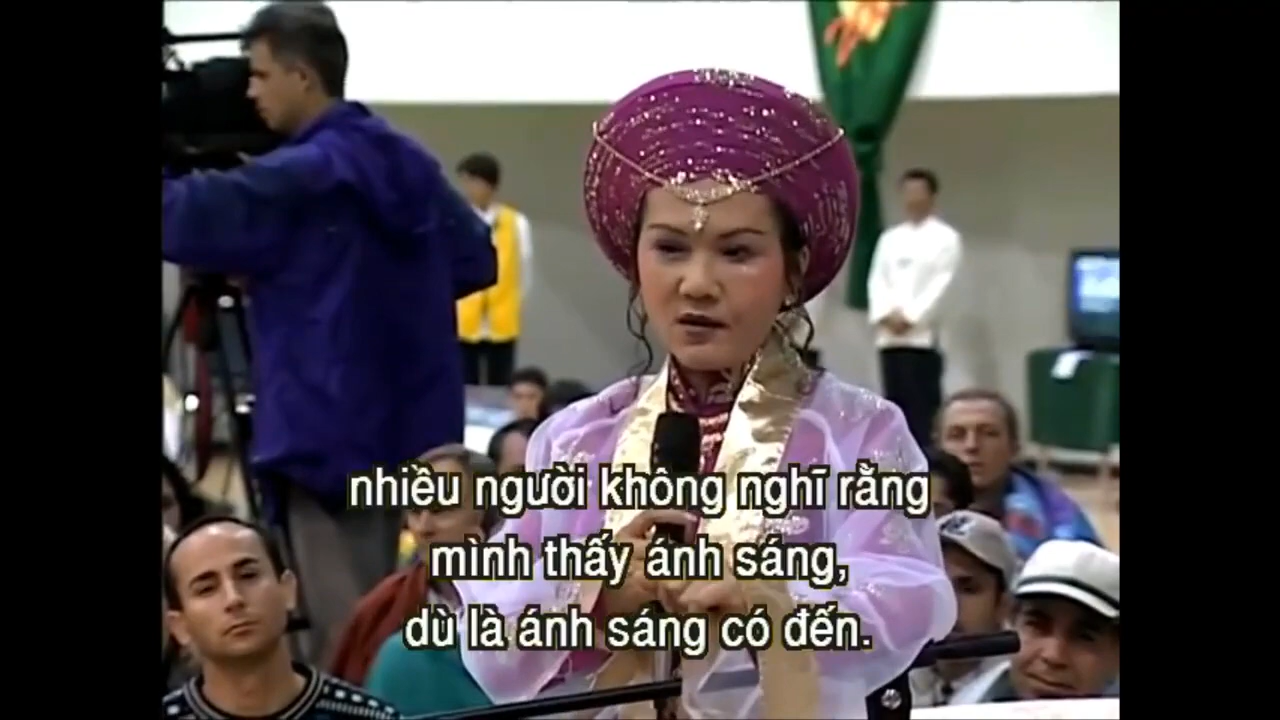 nhiều người không nghĩ rằng
mình thấy ánh sáng,
dù là ánh sáng có đến.